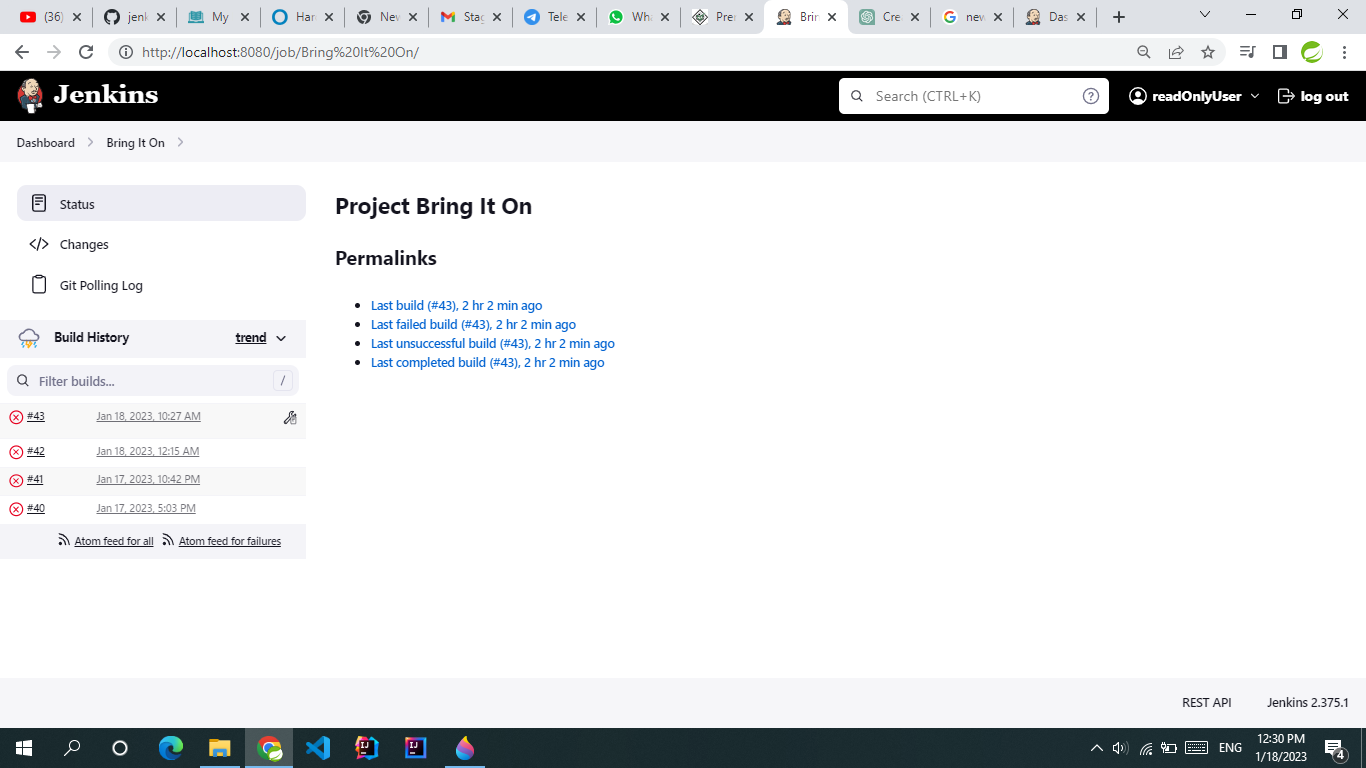 (36)
jenk
My
Har
New
Stag
Tele
Wha
Prer
Brin
Crea
new
Das
http://localhost:8080/job/Bring%20It%20On/
Jenkins
Search (CTRL+K)
readOnlyUser
log out
Dashboard
Bring It On
Status
Changes
Git Polling Log
Build History
trend
Filter builds...
/
#43 Jan 18, 2023, 10:27 AM
#42 Jan 18, 2023, 12:15 AM
#41 Jan 17, 2023, 10:42 PM
#40 Jan 17, 2023, 5:03 PM
Atom feed for all Atom feed for failures
Project Bring It On
Permalinks
Last build (#43), 2 hr 2 min ago
Last failed build (#43), 2 hr 2 min ago
Last unsuccessful build (#43), 2 hr 2 min ago
Last completed build (#43), 2 hr 2 min ago
REST API Jenkins 2.375.1
ENG
12:30 PM
1/18/2023
4